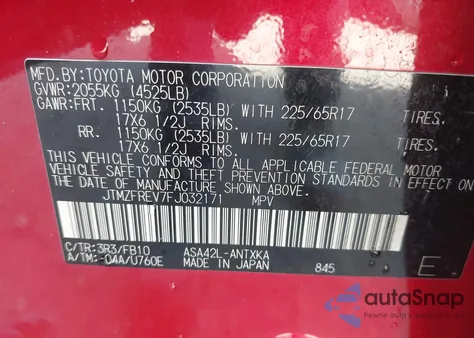 MFD.BY:TOYOTA MOTOR CORPORATION
GVWR:2055KG (4525LB)
GAWR:FRT. 1150KG (2535LB) WITH 225/65R17 TIRES.
17X6 1/2J RIMS.
RR. 1150KG (2535LB) WITH 225/65R17 TIRES.
17X6 1/2J RIMS.
THIS VEHICLE CONFORMS TO ALL APPLICABLE FEDERAL MOTOR
VEHICLE SAFETY AND THEFT PREVENTION STANDARDS IN EFFECT ON
THE DATE OF MANUFACTURE SHOWN ABOVE.
JTMZFREV7FJ032171 MPV
C/TR:3R3/FB10 ASA42L-ANTXKA
A/TM:-04A/U760E MADE IN JAPAN 845 E
autoSnap